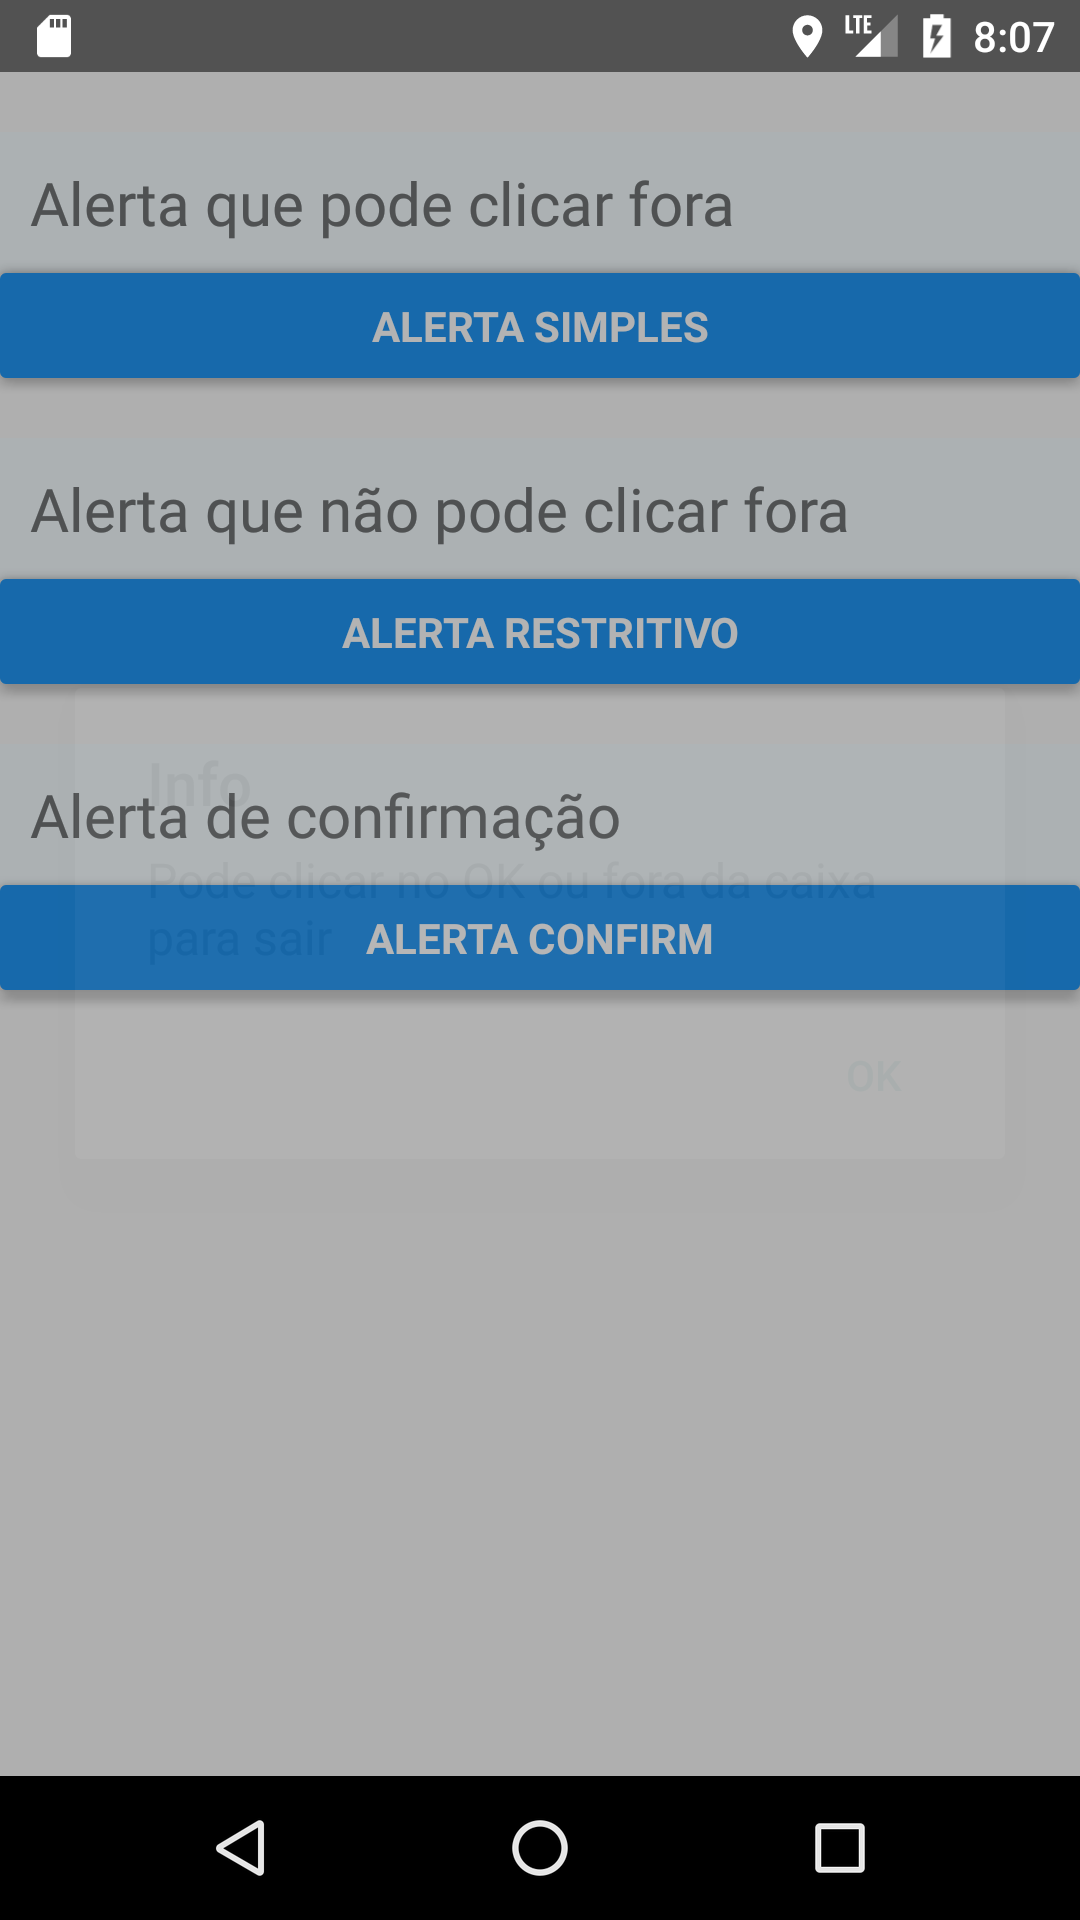 LTE 8:07
Alerta que pode clicar fora
ALERTA SIMPLES
Alerta que não pode clicar fora
ALERTA RESTRITIVO
Info
Alerta de confirmação
Pode clicar no OK ou fora da caixa
para sair
ALERTA CONFIRM
OK